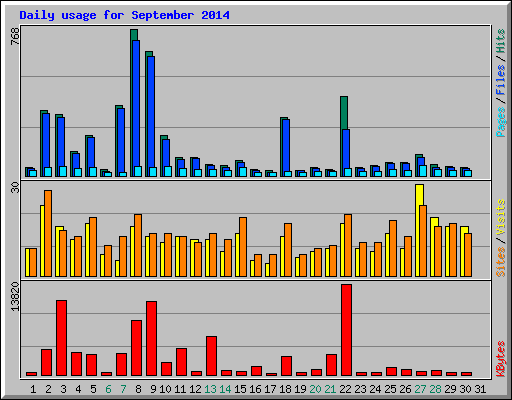 Daily usage for September 2014
768
Pages / Files / Hits
30
Sites / Visits
13820
KBytes
1 2 3 4 5 6 7 8 9 10 11 12 13 14 15 16 17 18 19 20 21 22 23 24 25 26 27 28 29 30 31